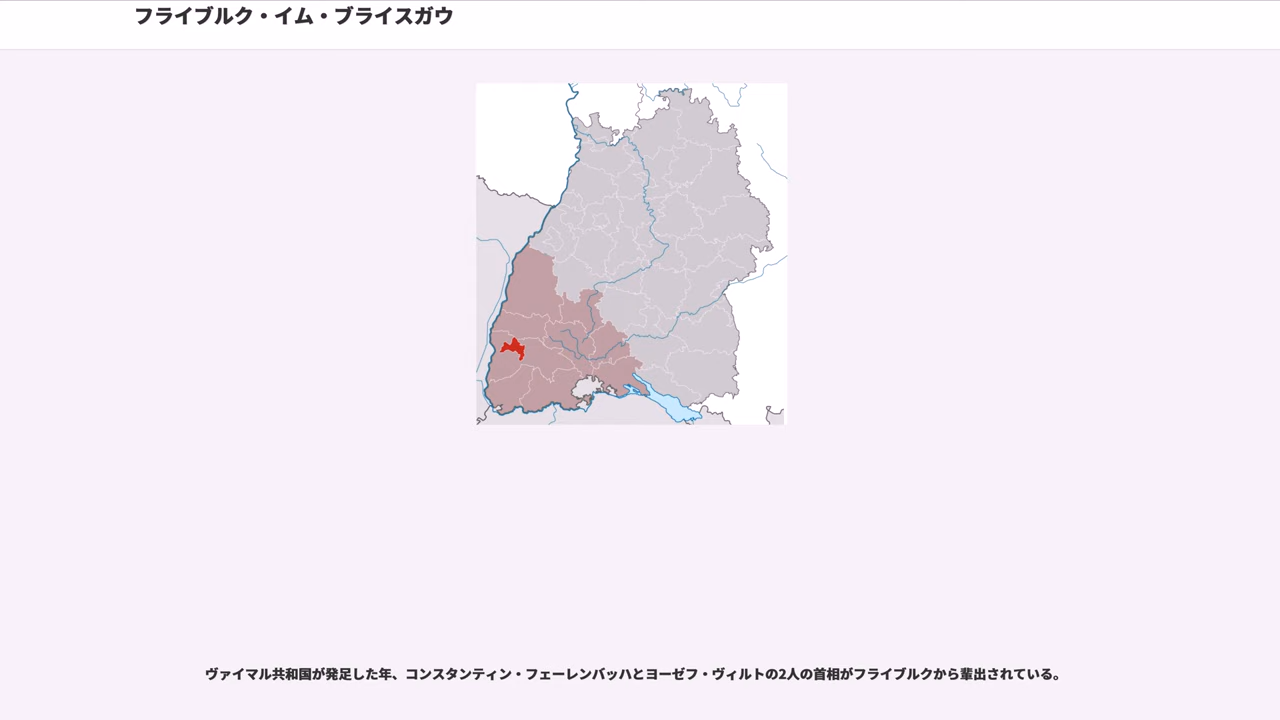 フライブルク・イム・ブライスガウ
ヴァイマル共和国が発足した年、コンスタンティン・フェーレンバッハとヨーゼフ・ヴィルトの2人の首相がフライブルクから輩出されている。